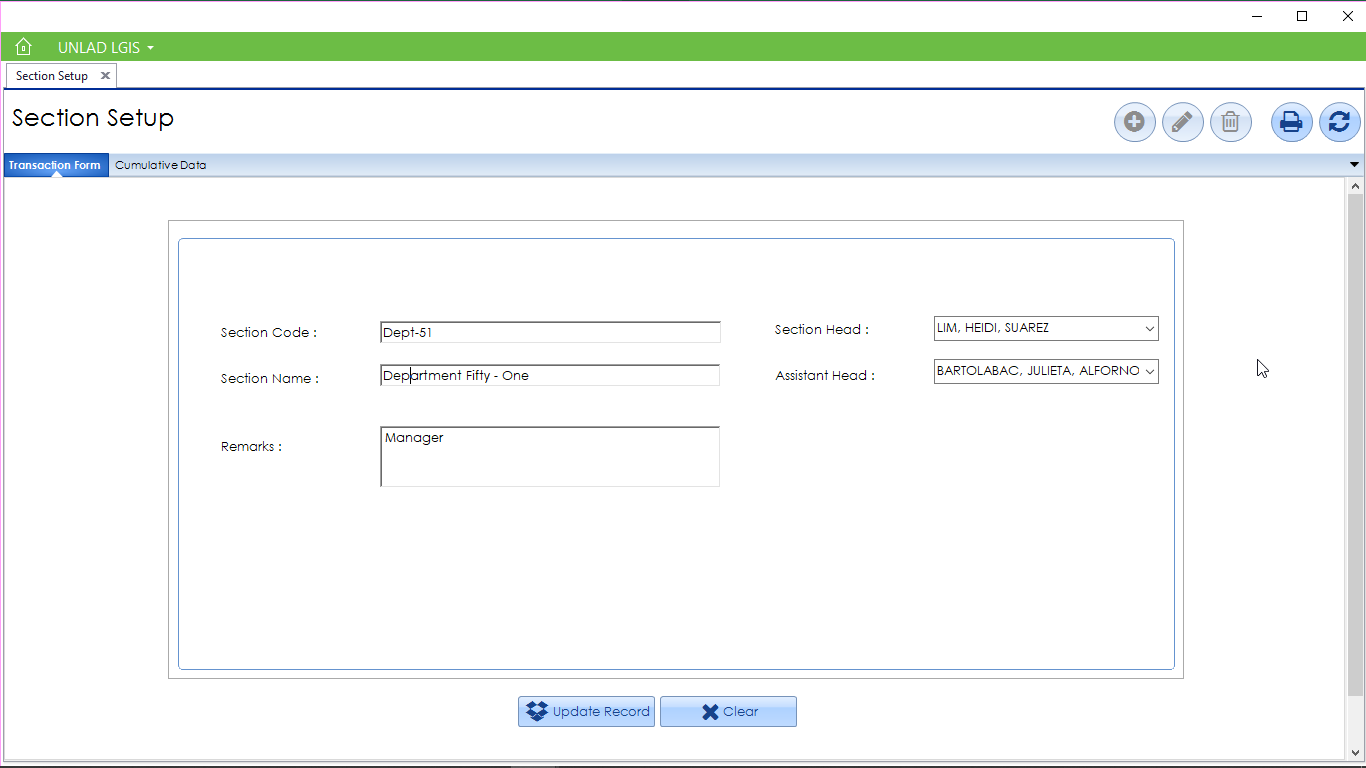 UNLAD LGIS
Section Setup
Section Setup
Transaction Form Cumulative Data
Section Code : Dept-51 Section Head : LIM, HEIDI, SUAREZ
Section Name : Department Fifty - One Assistant Head : BARTOLABAC, JULIETA, ALFORNO
Remarks : Manager
Update Record Clear